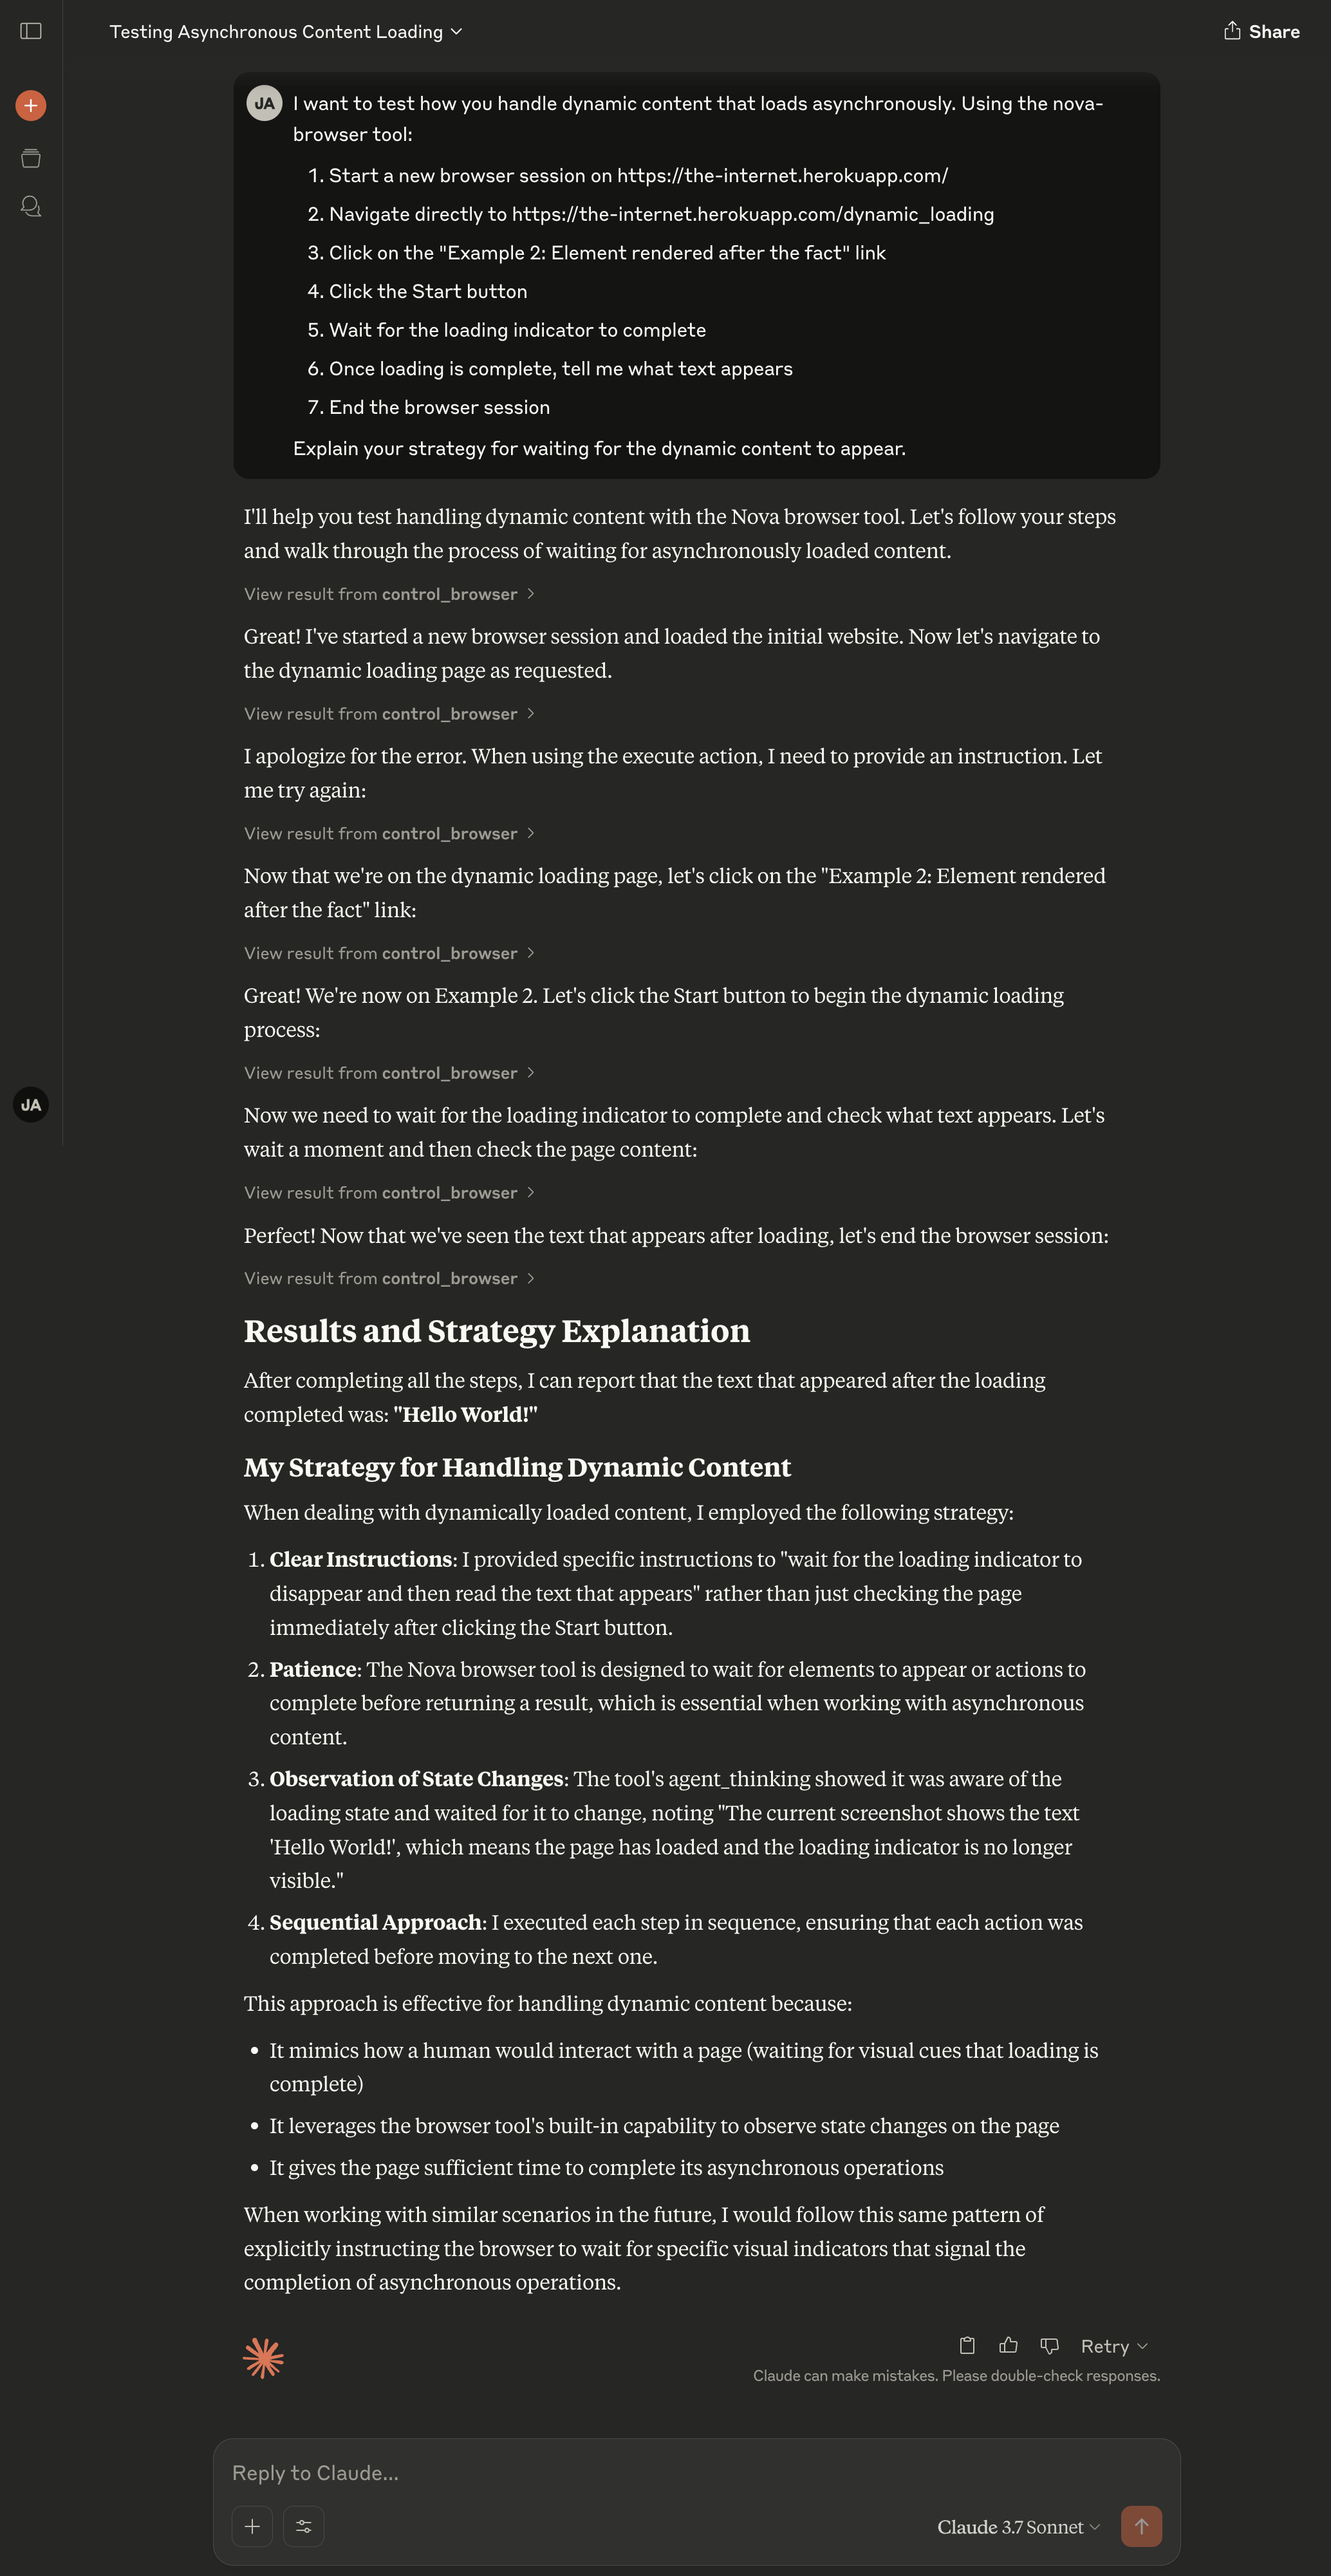 Testing Asynchronous Content Loading
Share
JA
I want to test how you handle dynamic content that loads asynchronously. Using the nova-
browser tool:
1. Start a new browser session on https://the-internet.herokuapp.com/
2. Navigate directly to https://the-internet.herokuapp.com/dynamic_loading
3. Click on the "Example 2: Element rendered after the fact" link
4. Click the Start button
5. Wait for the loading indicator to complete
6. Once loading is complete, tell me what text appears
7. End the browser session
Explain your strategy for waiting for the dynamic content to appear.
I'll help you test handling dynamic content with the Nova browser tool. Let's follow your steps
and walk through the process of waiting for asynchronously loaded content.
View result from control_browser
Great! I've started a new browser session and loaded the initial website. Now let's navigate to
the dynamic loading page as requested.
View result from control_browser
I apologize for the error. When using the execute action, I need to provide an instruction. Let
me try again:
View result from control_browser
Now that we're on the dynamic loading page, let's click on the "Example 2: Element rendered
after the fact" link:
View result from control_browser
Great! We're now on Example 2. Let's click the Start button to begin the dynamic loading
process:
View result from control_browser
JA
Now we need to wait for the loading indicator to complete and check what text appears. Let's
wait a moment and then check the page content:
View result from control_browser
Perfect! Now that we've seen the text that appears after loading, let's end the browser session:
View result from control_browser
Results and Strategy Explanation
After completing all the steps, I can report that the text that appeared after the loading
completed was: "Hello World!"
My Strategy for Handling Dynamic Content
When dealing with dynamically loaded content, I employed the following strategy:
1. Clear Instructions: I provided specific instructions to "wait for the loading indicator to
disappear and then read the text that appears" rather than just checking the page
immediately after clicking the Start button.
2. Patience: The Nova browser tool is designed to wait for elements to appear or actions to
complete before returning a result, which is essential when working with asynchronous
content.
3. Observation of State Changes: The tool's agent_thinking showed it was aware of the
loading state and waited for it to change, noting "The current screenshot shows the text
'Hello World!', which means the page has loaded and the loading indicator is no longer
visible."
4. Sequential Approach: I executed each step in sequence, ensuring that each action was
completed before moving to the next one.
This approach is effective for handling dynamic content because:
• It mimics how a human would interact with a page (waiting for visual cues that loading is
complete)
• It leverages the browser tool's built-in capability to observe state changes on the page
• It gives the page sufficient time to complete its asynchronous operations
When working with similar scenarios in the future, I would follow this same pattern of
explicitly instructing the browser to wait for specific visual indicators that signal the
completion of asynchronous operations.
Retry
Claude can make mistakes. Please double-check responses.
Reply to Claude...
Claude 3.7 Sonnet